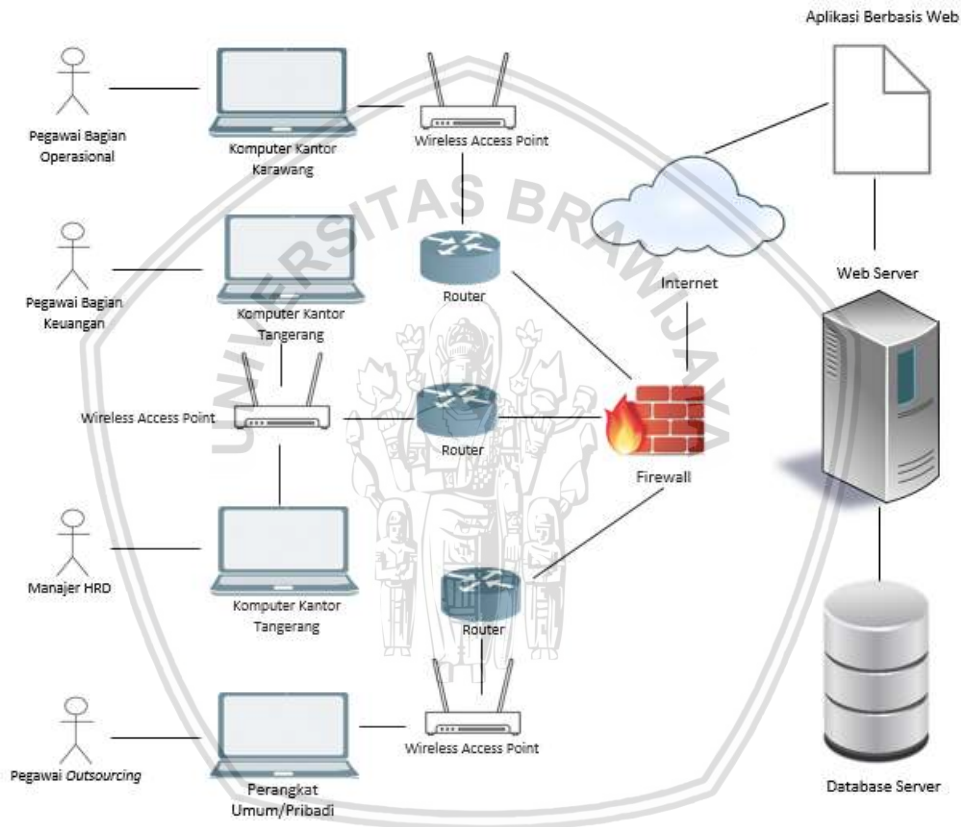 Aplikasi Berbasis Web
Pegawai Bagian
Operasional
Komputer Kantor
Karawang
Wireless Access Point
UNIVERSITAS BRAWIJAYA
Pegawai Bagian
Keuangan
Komputer Kantor
Tangerang
Router
Internet
Web Server
Wireless Access Point
Router
Firewall
Manajer HRD
Komputer Kantor
Tangerang
Router
Pegawai Outsourcing
Perangkat
Umum/Pribadi
Wireless Access Point
Database Server